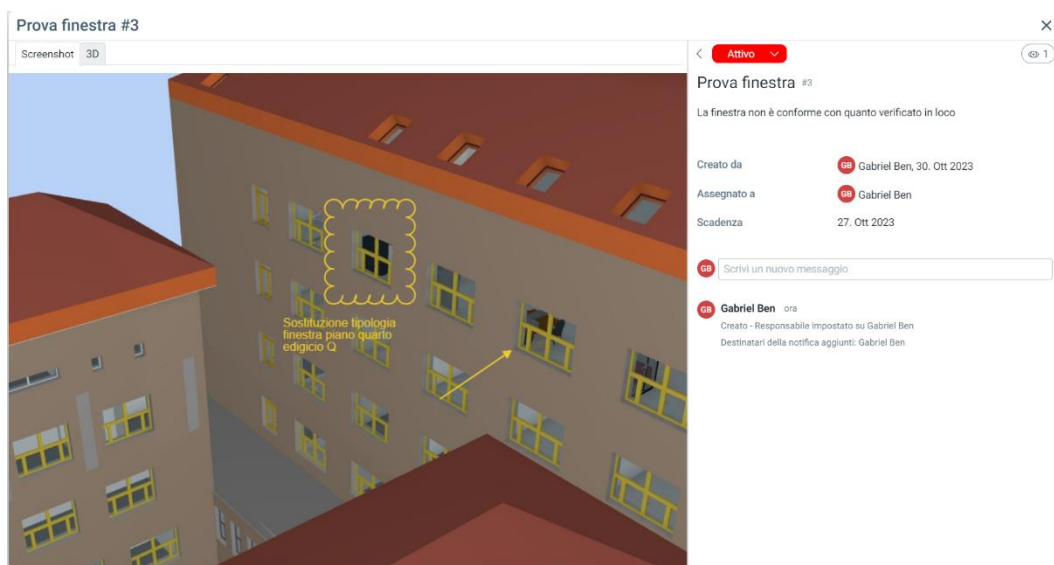 Prova finestra #3
Screenshot 3D
Attivo
1
Prova finestra #3
La finestra non è conforme con quanto verificato in loco
Creato da
GB Gabriel Ben, 30. Ott 2023
Assegnato a
GB Gabriel Ben
Scadenza
27. Ott 2023
GB Scrivi un nuovo messaggio
GB Gabriel Ben ora
Creato - Responsabile impostato su Gabriel Ben
Destinatari della notifica aggiunti: Gabriel Ben
Sostituzione tipologia
finestra piano quarto
edigicio Q